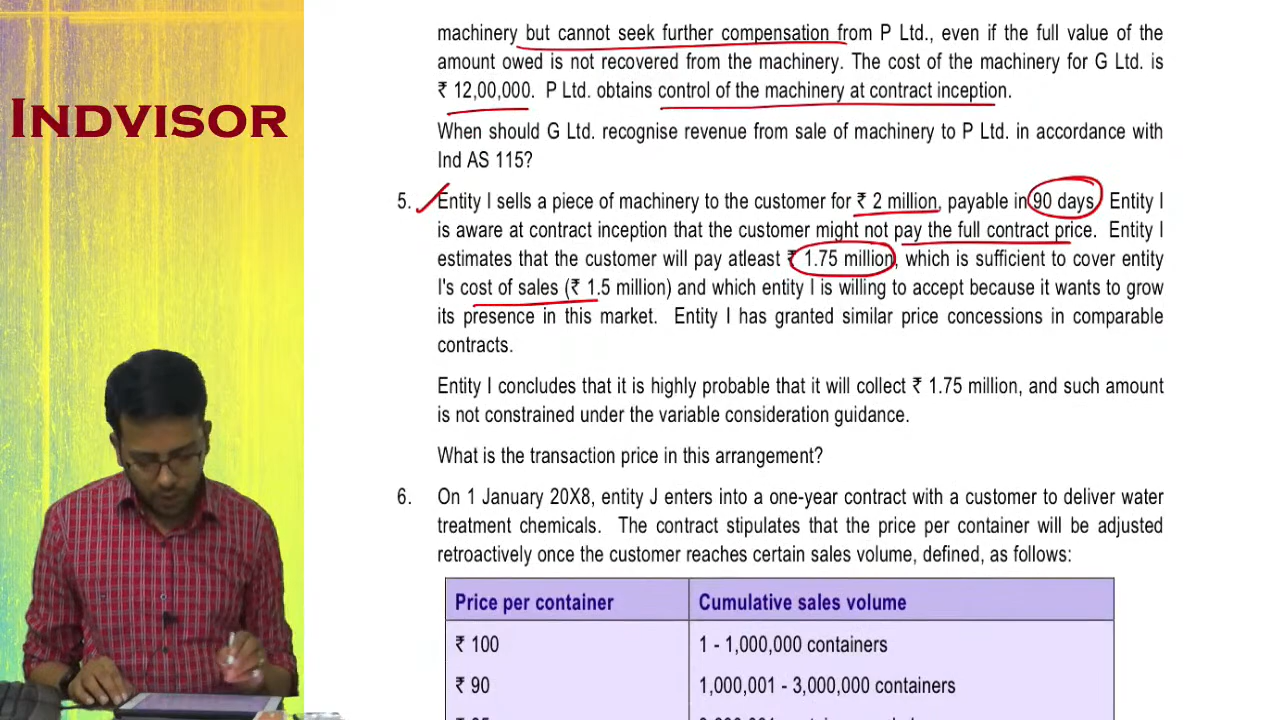 machinery but cannot seek further compensation from P Ltd., even if the full value of the
amount owed is not recovered from the machinery. The cost of the machinery for G Ltd. is
₹ 12,00,000. P Ltd. obtains control of the machinery at contract inception.
INDVISOR
When should G Ltd. recognise revenue from sale of machinery to P Ltd. in accordance with
Ind AS 115?
5. Entity I sells a piece of machinery to the customer for ₹ 2 million, payable in 90 days. Entity I
is aware at contract inception that the customer might not pay the full contract price. Entity I
estimates that the customer will pay atleast ₹ 1.75 million, which is sufficient to cover entity
I's cost of sales (₹ 1.5 million) and which entity I is willing to accept because it wants to grow
its presence in this market. Entity I has granted similar price concessions in comparable
contracts.
Entity I concludes that it is highly probable that it will collect ₹ 1.75 million, and such amount
is not constrained under the variable consideration guidance.
What is the transaction price in this arrangement?
6. On 1 January 20X8, entity J enters into a one-year contract with a customer to deliver water
treatment chemicals. The contract stipulates that the price per container will be adjusted
retroactively once the customer reaches certain sales volume, defined, as follows:
Price per container Cumulative sales volume
₹ 100 1 - 1,000,000 containers
₹ 90 1,000,001 - 3,000,000 containers